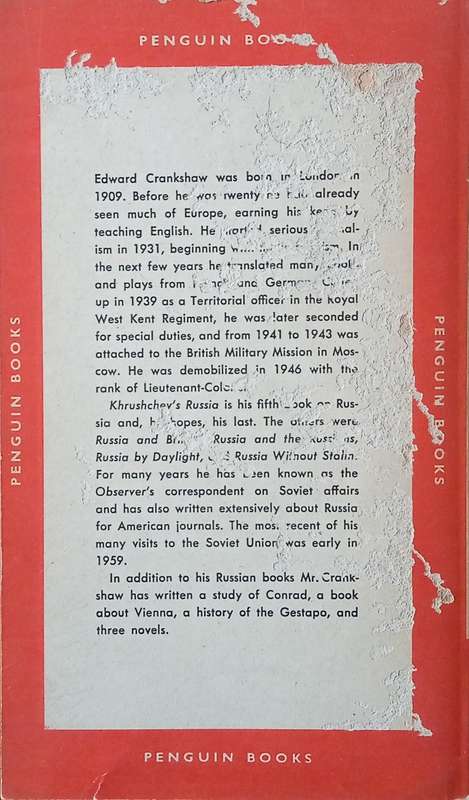 PENGUIN BOOKS
Edward Crankshaw was born in London in
1909. Before he was twenty he had already
seen much of Europe, earning his keep by
teaching English. He started serious
ism in 1931, beginning In
the next few years he translated many
and plays from French and German
up in 1939 as a Territorial officer in the Royal
West Kent Regiment, he was later seconded
for special duties, and from 1941 to 1943 was
attached to the British Military Mission in Mos-
cow. He was demobilized in 1946 with the
rank of Lieutenant-Colonel.
Khrushchev's Russia is his fifth book on Rus-
sia and, he hopes, his last. The others were
Russia and Russia and the Russians,
Russia by Daylight, and Russia Without Stalin.
For many years he has been known as the
Observer's correspondent on Soviet affairs
and has also written extensively about Russia
for American journals. The most recent of his
many visits to the Soviet Union was early in
1959.
In addition to his Russian books Mr. Crank-
shaw has written a study of Conrad, a book
about Vienna, a history of the Gestapo, and
three novels.
PENGUIN BOOKS
PENGUIN BOOKS
PENGUIN BOOKS